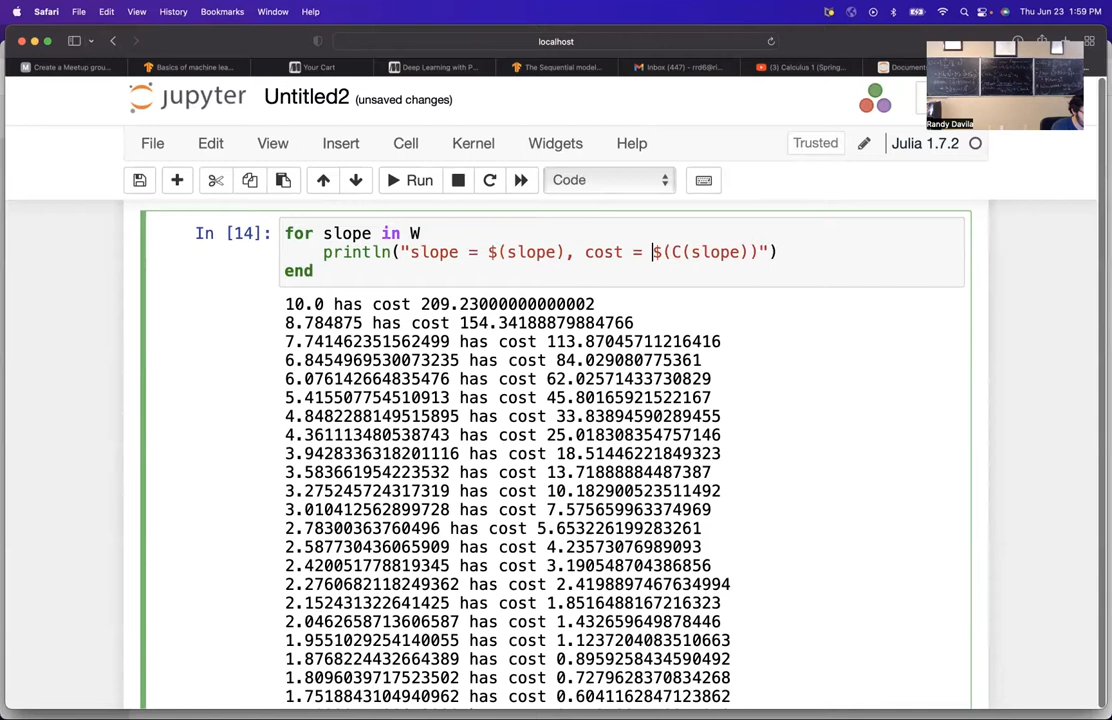 Safari File Edit View History Bookmarks Window Help Thu Jun 23 1:59 PM
localhost
Create a Meetup grou... Basics of machine lea... Your Cart Deep Learning with P... The Sequential model... Inbox (447) - rrd6@ri... (3) Calculus 1 (Spring... Document
Randy Davila
jupyter Untitled2 (unsaved changes)
File Edit View Insert Cell Kernel Widgets Help Trusted Julia 1.7.2
Run Code
In [14]: for slope in W
println("slope = $(slope), cost = $(C(slope))")
end
10.0 has cost 209.23000000000002
8.784875 has cost 154.34188879884766
7.741462351562499 has cost 113.87045711216416
6.8454969530073235 has cost 84.029080775361
6.076142664835476 has cost 62.02571433730829
5.415507754510913 has cost 45.80165921522167
4.8482288149515895 has cost 33.83894590289455
4.361113480538743 has cost 25.018308354757146
3.9428336318201116 has cost 18.51446221849323
3.583661954223532 has cost 13.71888884487387
3.275245724317319 has cost 10.182900523511492
3.010412562899728 has cost 7.575659963374969
2.78300363760496 has cost 5.653226199283261
2.587730436065909 has cost 4.23573076989093
2.420051778819345 has cost 3.190548704386856
2.2760682118249362 has cost 2.4198897467634994
2.152431322641425 has cost 1.8516488167216323
2.0462658713606587 has cost 1.432659649878446
1.9551029254140055 has cost 1.1237204083510663
1.8768224432664389 has cost 0.8959258434590492
1.8096039371523502 has cost 0.7279628370834268
1.7518843104940962 has cost 0.6041162847123862